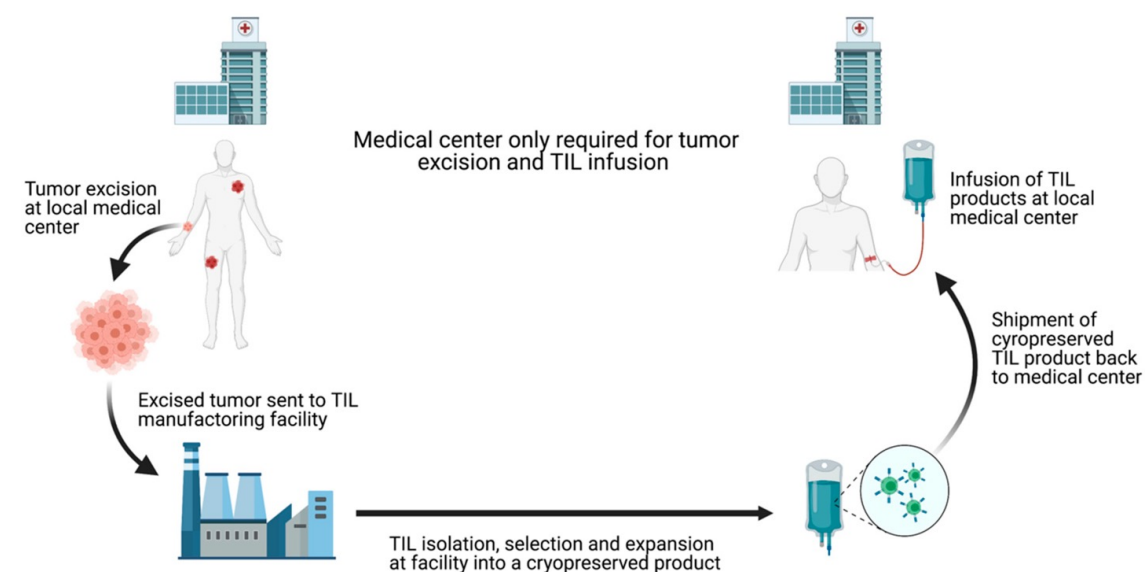 Medical center only required for tumor
excision and TIL infusion
Tumor excision
at local medical
center
Excised tumor sent to TIL
manufactoring facility
TIL isolation, selection and expansion
at facility into a cryopreserved product
Shipment of
cyropreserved
TIL product back
to medical center
Infusion of TIL
products at local
medical center